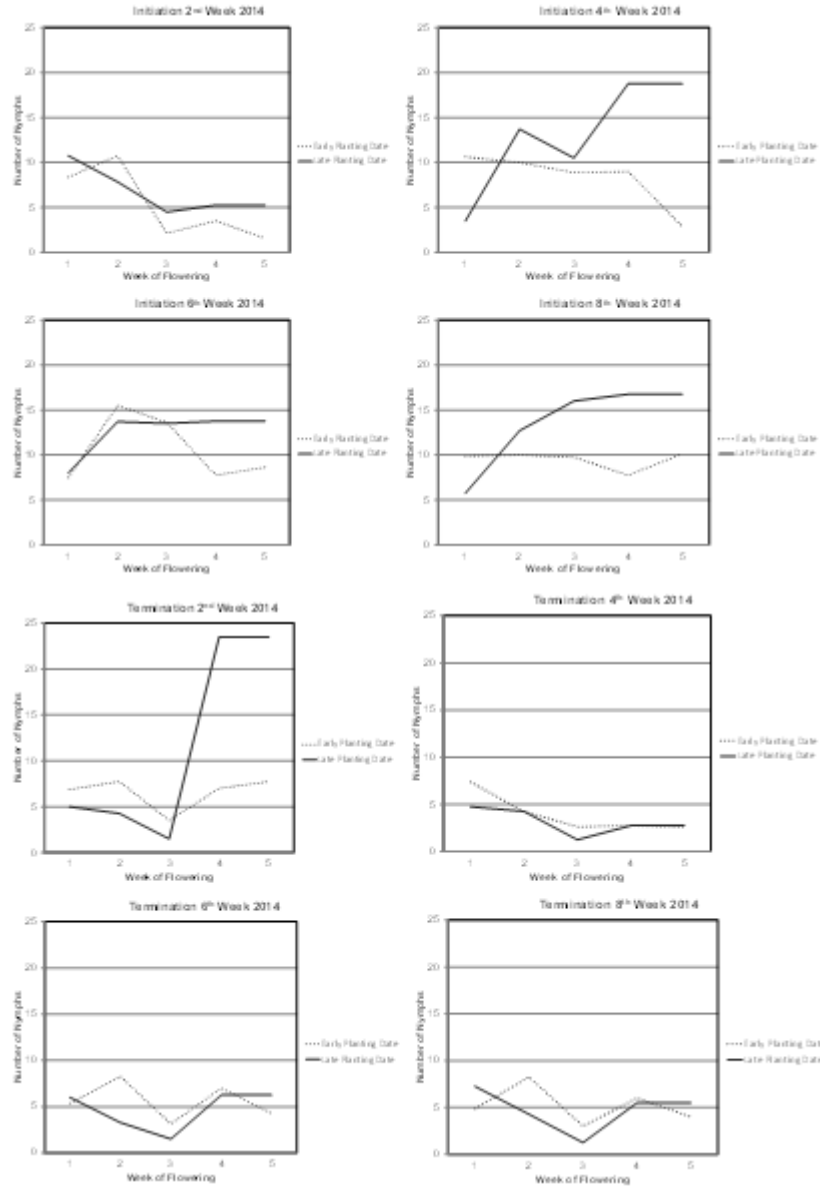 Initiation 2nd Week 2014
25
20
15
10
5
0
Number of Nymphs
1 2 3 4 5
Week of Flowering
Early Planting Date
Late Planting Date
Initiation 4th Week 2014
25
20
15
10
5
0
Number of Nymphs
1 2 3 4 5
Week of Flowering
Early Planting Date
Late Planting Date
Initiation 6th Week 2014
25
20
15
10
5
0
Number of Nymphs
1 2 3 4 5
Week of Flowering
Early Planting Date
Late Planting Date
Initiation 8th Week 2014
25
20
15
10
5
0
Number of Nymphs
1 2 3 4 5
Week of Flowering
Early Planting Date
Late Planting Date
Termination 2nd Week 2014
25
20
15
10
5
0
Number of Nymphs
1 2 3 4 5
Week of Flowering
Early Planting Date
Late Planting Date
Termination 4th Week 2014
25
20
15
10
5
0
Number of Nymphs
1 2 3 4 5
Week of Flowering
Early Planting Date
Late Planting Date
Termination 6th Week 2014
25
20
15
10
5
0
Number of Nymphs
1 2 3 4 5
Week of Flowering
Early Planting Date
Late Planting Date
Termination 8th Week 2014
25
20
15
10
5
0
Number of Nymphs
1 2 3 4 5
Week of Flowering
Early Planting Dat
Late Planting Date